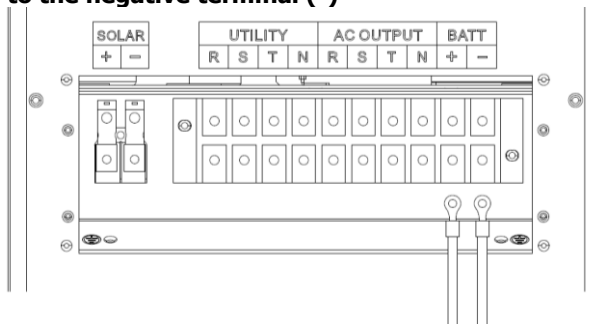 to the negative terminal (-)
SOLAR UTILITY AC OUTPUT BATT
+ - R S T N R S T N + -